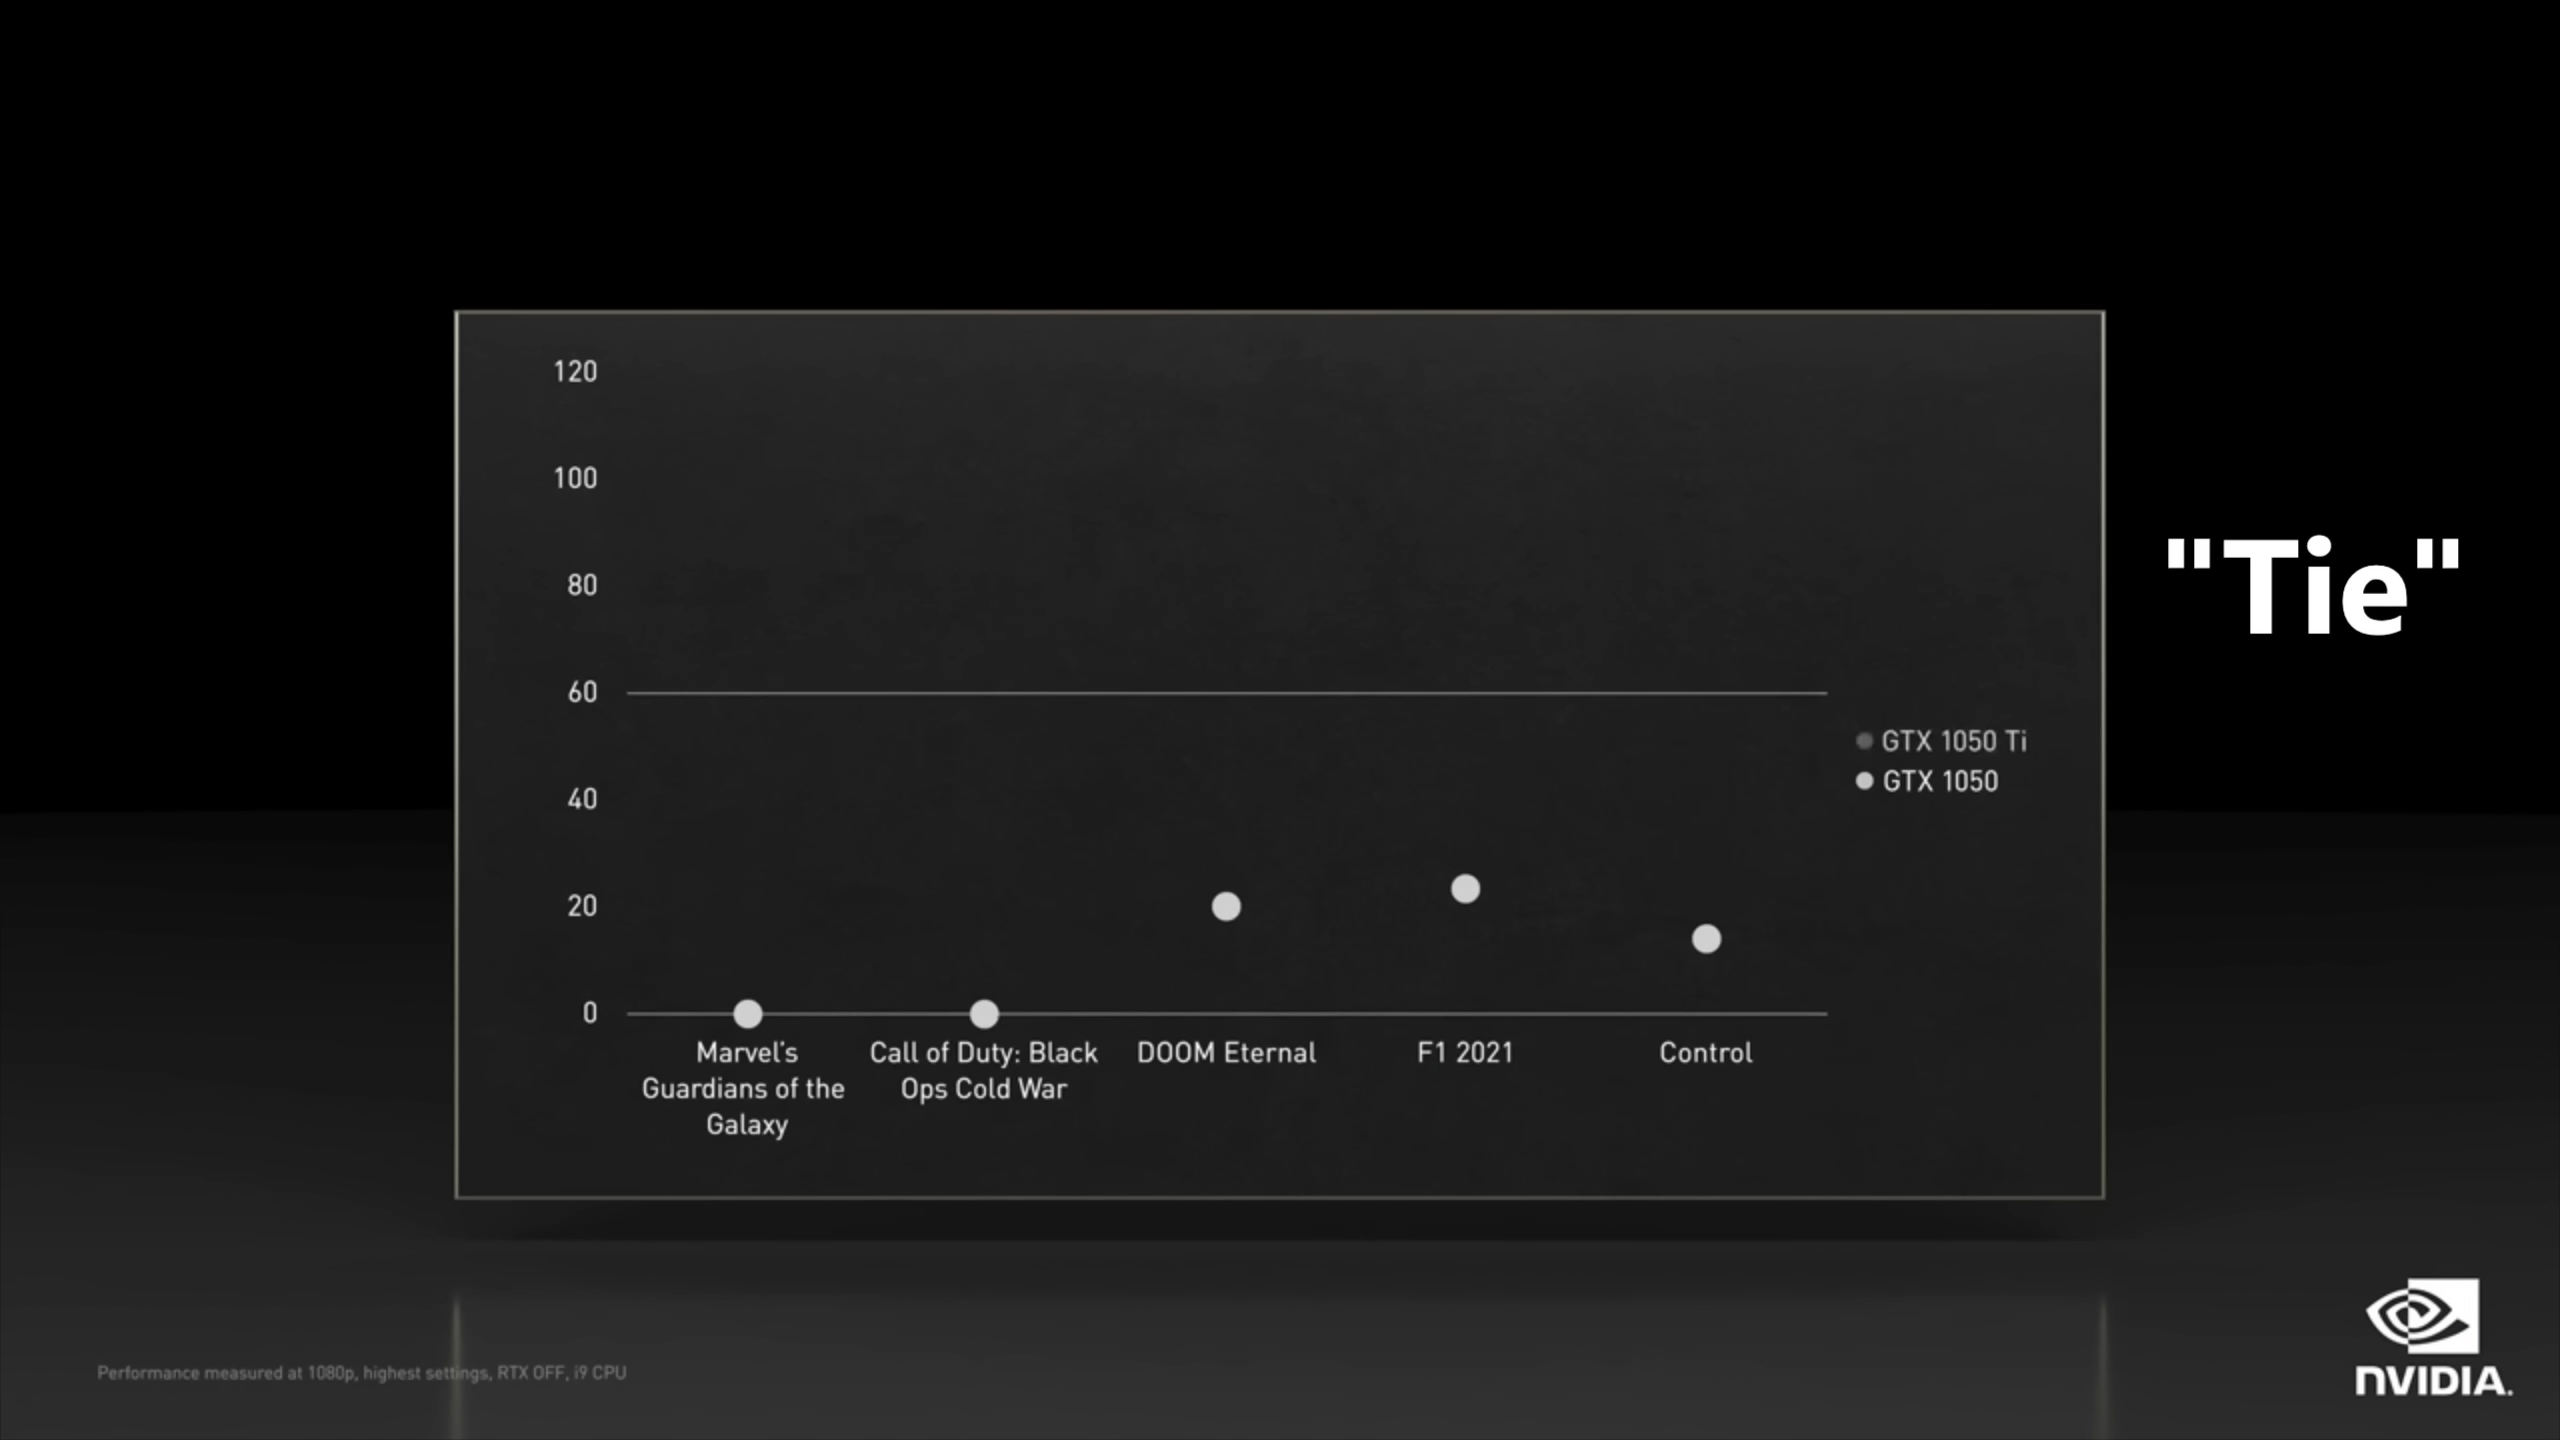 120
100
80
"Tie"
60
GTX 1050 Ti
GTX 1050
40
20
0
Marvel's
Guardians of the
Galaxy
Call of Duty: Black
Ops Cold War
DOOM Eternal
F1 2021
Control
Performance measured at 1080p, highest settings, RTX OFF, i9 CPU
NVIDIA.